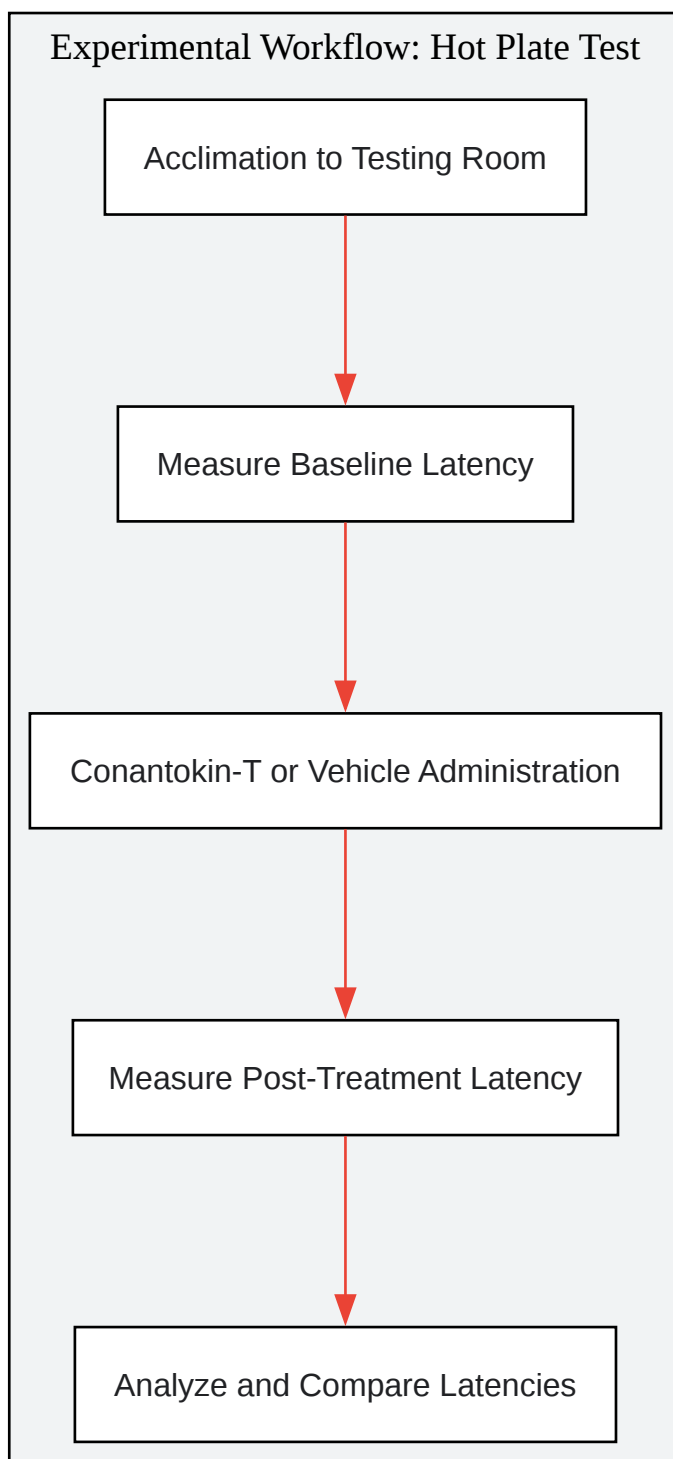 Experimental Workflow: Hot Plate Test
Acclimation to Testing Room
Measure Baseline Latency
Conantokin-T or Vehicle Administration
Measure Post-Treatment Latency
Analyze and Compare Latencies